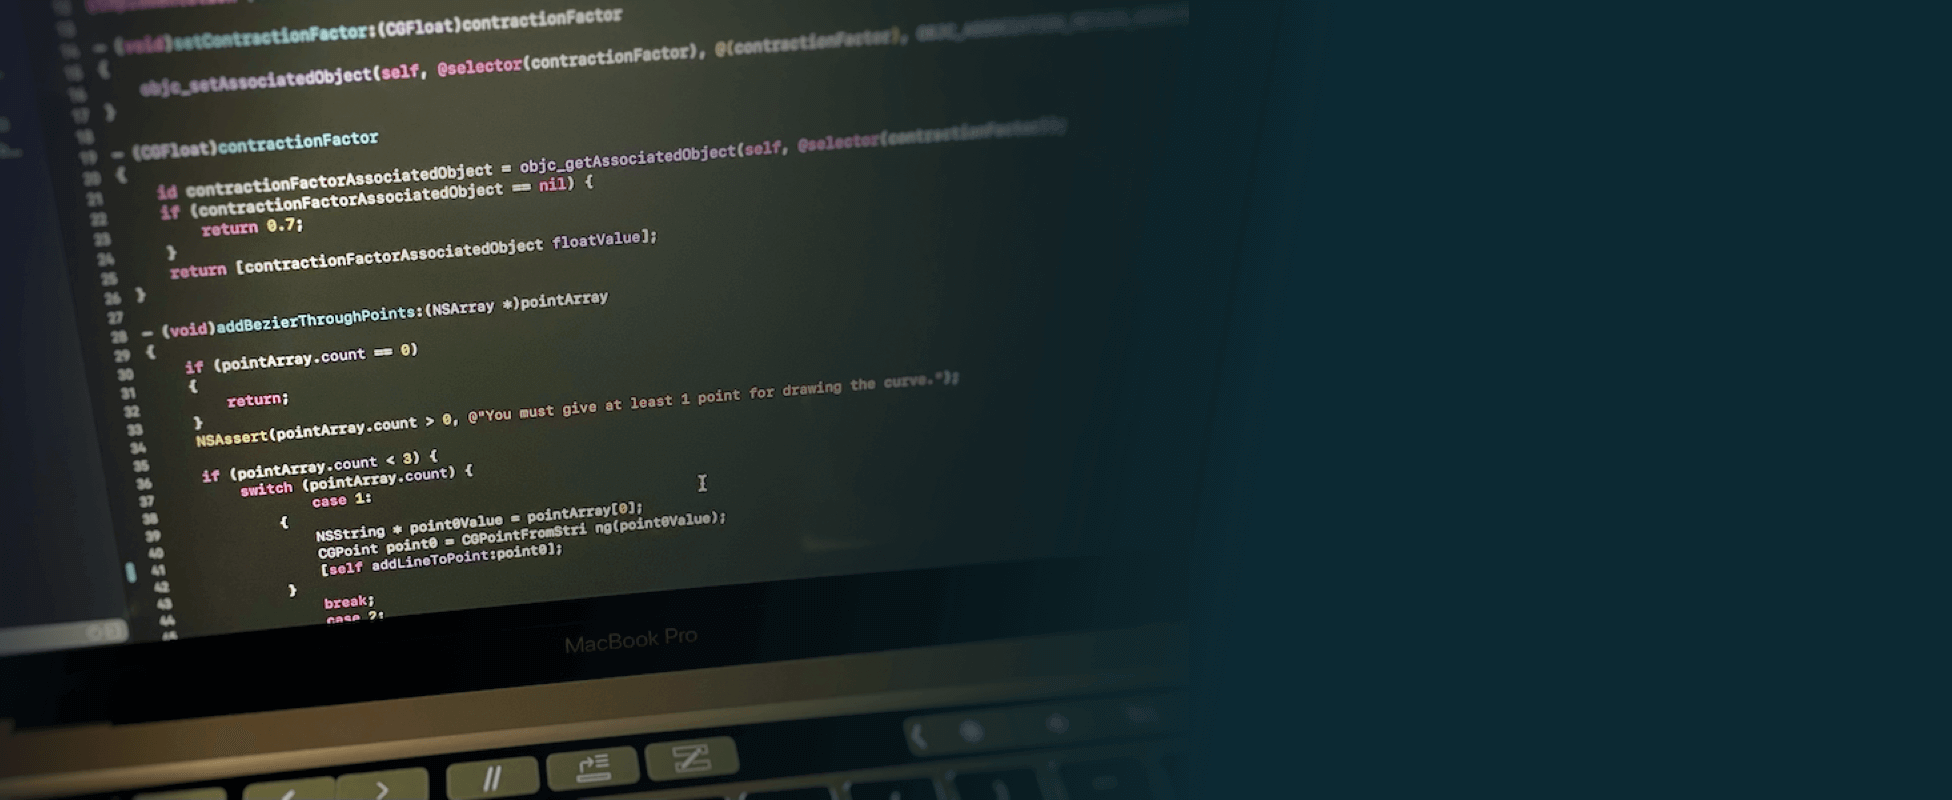 13
14 - (void)setContractionFactor:(CGFloat)contractionFactor
15 {
16 objc_setAssociatedObject(self, @selector(contractionFactor), @(contractionFactor),
17 }
18
19 - (CGFloat)contractionFactor
20 {
21 id contractionFactorAssociatedObject = objc_getAssociatedObject(self, @selector(contractionFactor));
22 if (contractionFactorAssociatedObject == nil) {
23 return 0.7;
24 }
25 return [contractionFactorAssociatedObject floatValue];
26 }
27
28 - (void)addBezierThroughPoints:(NSArray *)pointArray
29 {
30 if (pointArray.count == 0)
31 {
32 return;
33 }
34 NSAssert(pointArray.count > 0, @"You must give at least 1 point for drawing the curve.");
35
36 if (pointArray.count < 3) {
37 switch (pointArray.count) {
38 case 1:
39 {
40 NSString * point0Value = pointArray[0];
41 CGPoint point0 = CGPointFromStri ng(point0Value);
42 [self addLineToPoint:point0];
43 }
44 break;
45 case 2:
MacBook Pro
//